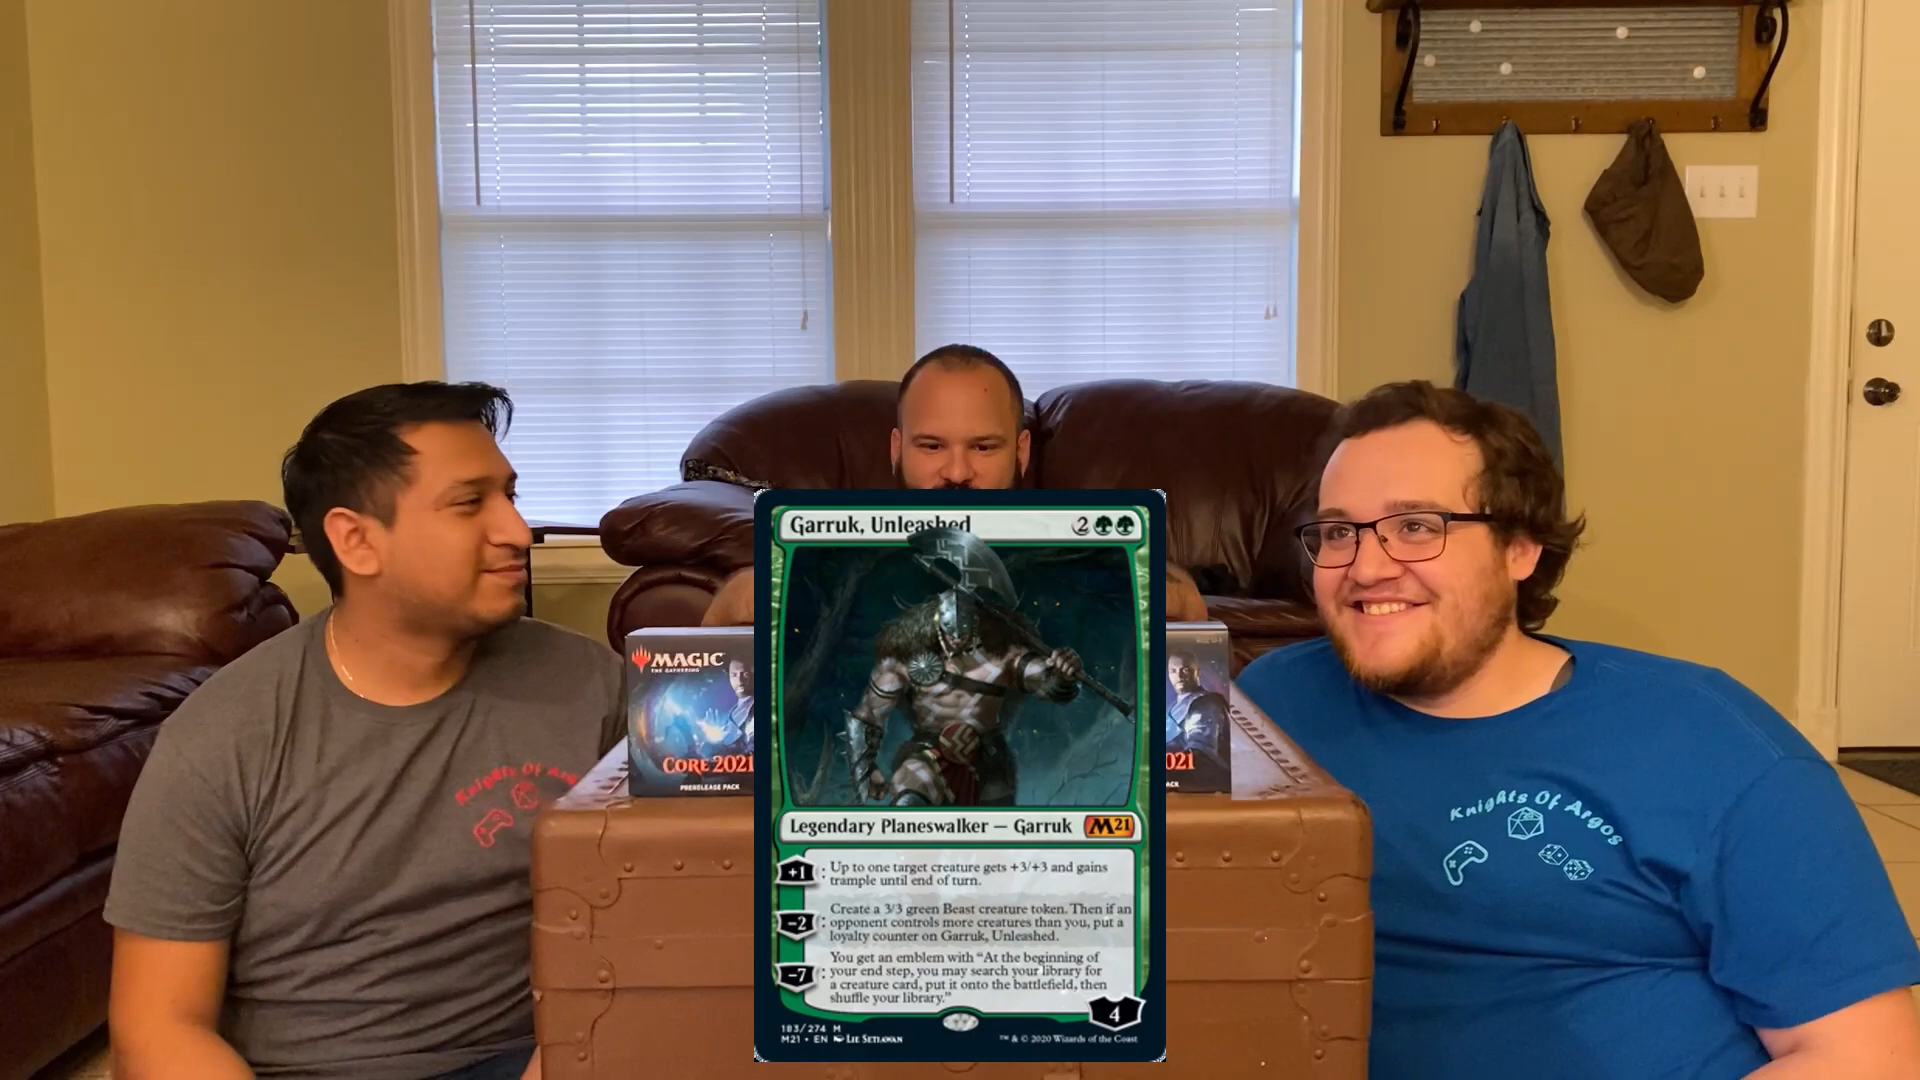 Garruk, Unleashed 2
MAGIC
THE GATHERING
CORE 2021
PRERELEASE PACK
Knights Of Arg
Legendary Planeswalker — Garruk M21
+1 : Up to one target creature gets +3/+3 and gains
trample until end of turn.
-2 : Create a 3/3 green Beast creature token. Then if an
opponent controls more creatures than you, put a
loyalty counter on Garruk, Unleashed.
-7 : You get an emblem with “At the beginning of
your end step, you may search your library for
a creature card, put it onto the battlefield, then
shuffle your library.”
4
183/274 M
M21 • EN Lie Setiawan
™ & © 2020 Wizards of the Coast
021
ACK
Knights Of Argos